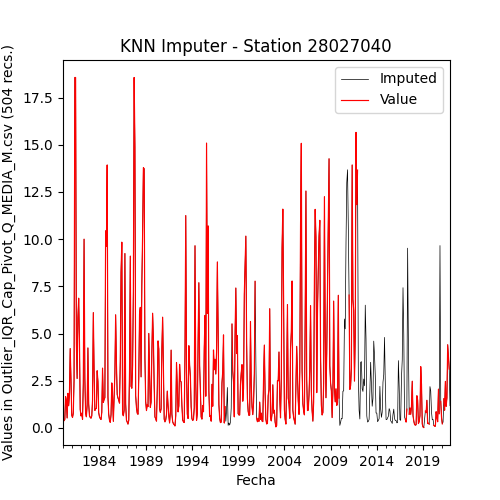 KNN Imputer - Station 28027040
Imputed
Value
17.5
15.0
12.5
10.0
7.5
5.0
2.5
0.0
Values in Outlier_IQR_Cap_Pivot_Q_MEDIA_M.csv (504 recs.)
1984 1989 1994 1999 2004 2009 2014 2019
Fecha